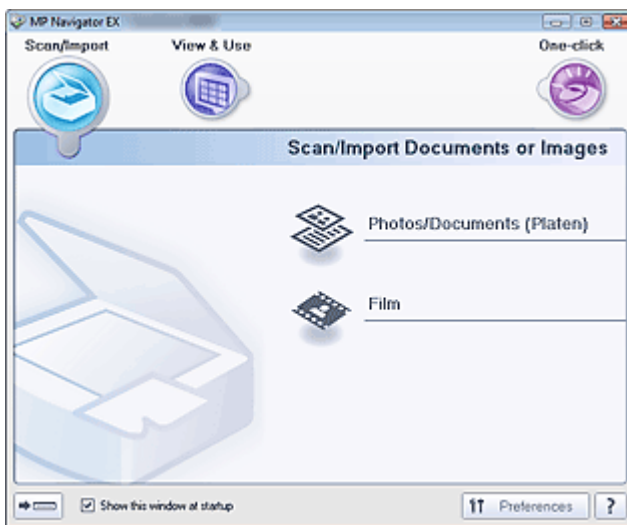 MP Navigator EX
Scan/Import View & Use One-click
Scan/Import Documents or Images
Photos/Documents (Platen)
Film
Show this window at startup Preferences ?